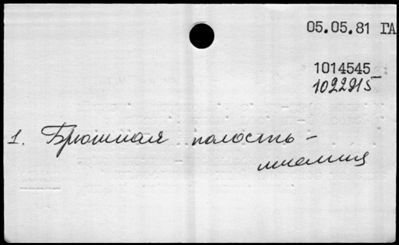 05.05.81 ГА
1014545
1022915
1. Брюшная полость -